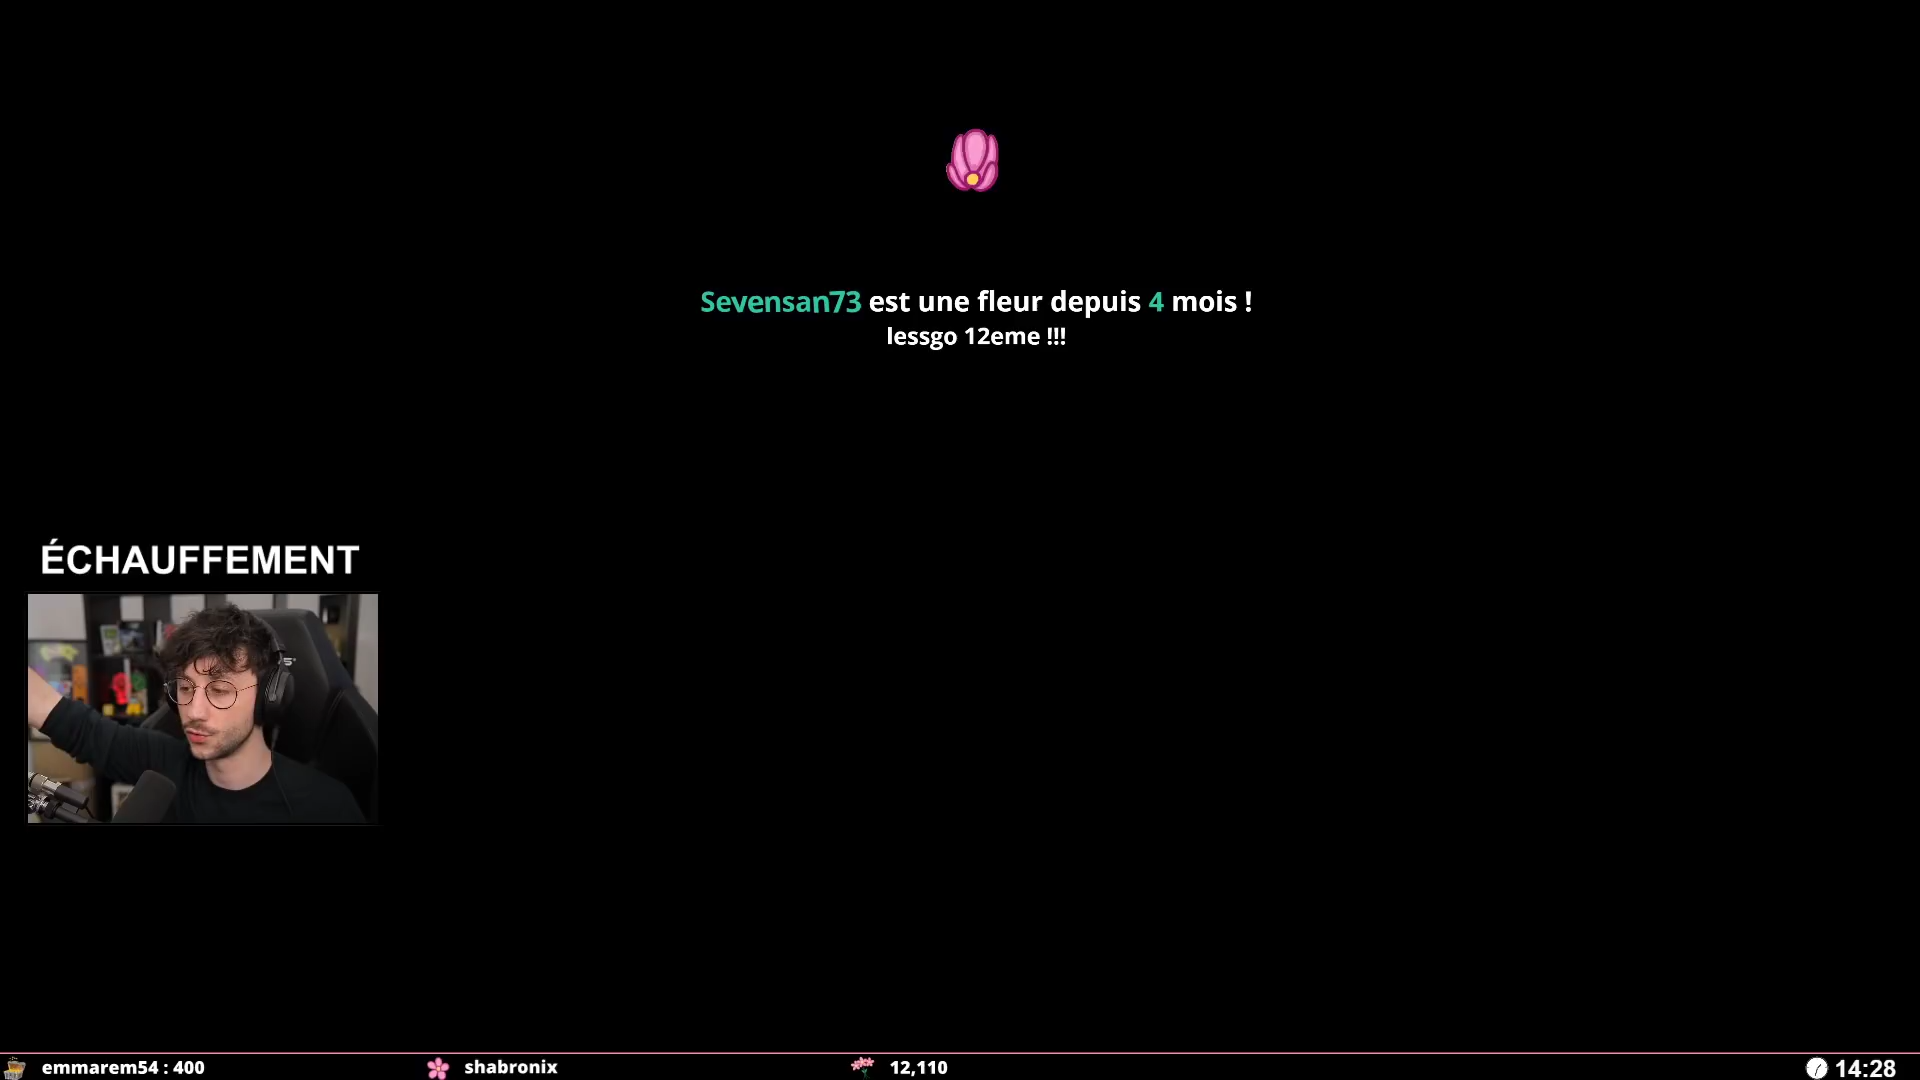 Sevensan73 est une fleur depuis 4 mois !
lessgo 12eme !!!
ÉCHAUFFEMENT
emmarem54 : 400
shabronix
12,110
14:28